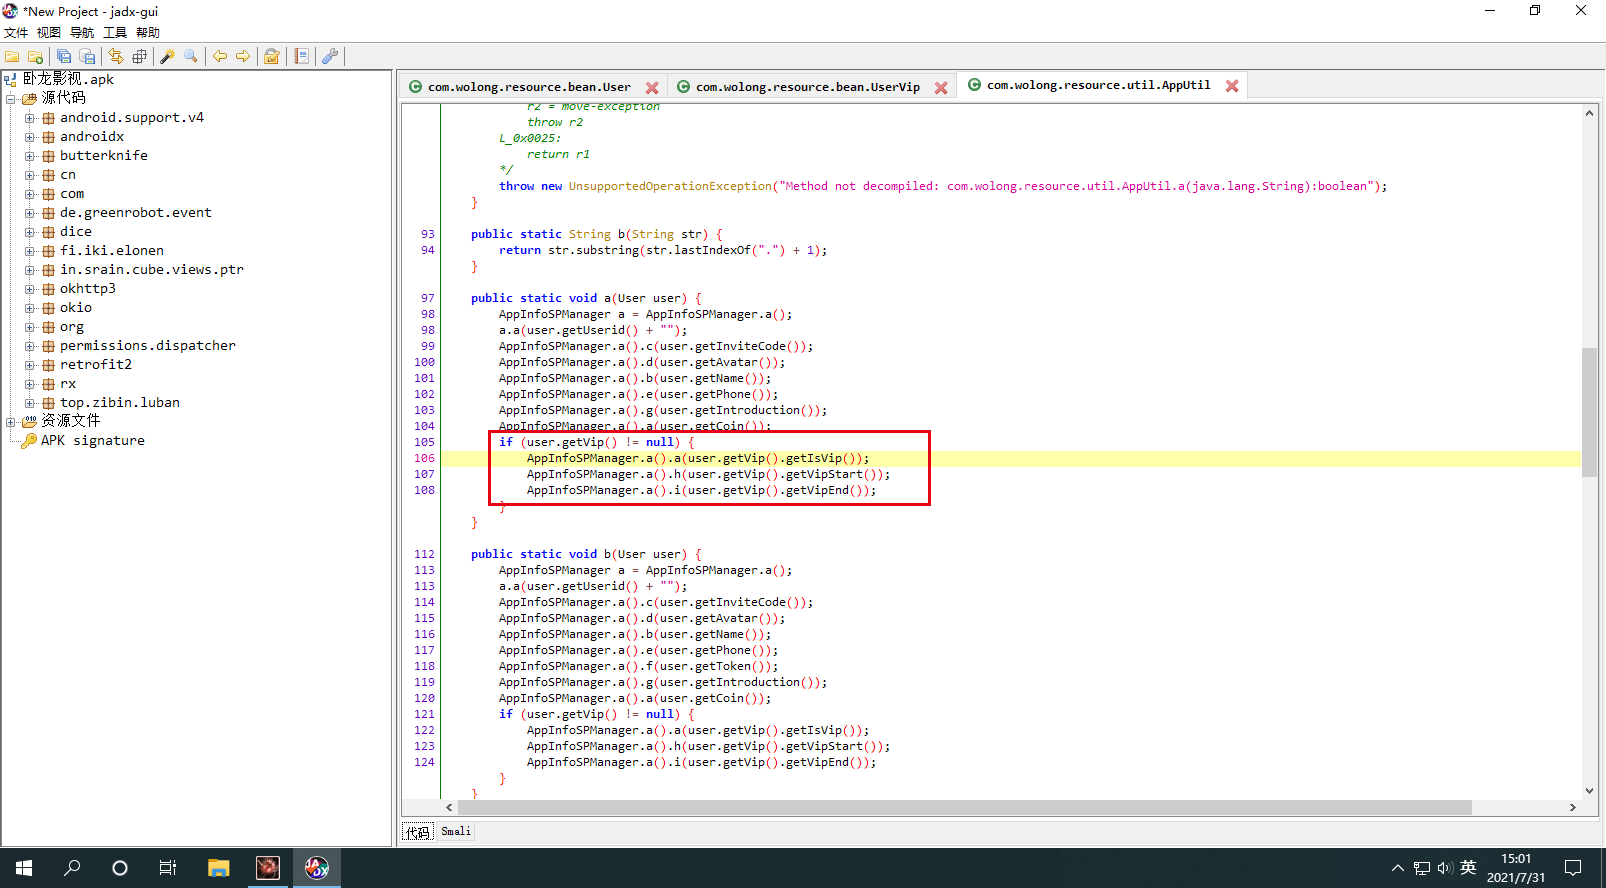 *New Project - jadx-gui
文件 视图 导航 工具 帮助
卧龙影视.apk
源代码
android.support.v4
androidx
butterknife
cn
com
de.greenrobot.event
dice
fi.iki.elonen
in.srain.cube.views.ptr
okhttp3
okio
org
permissions.dispatcher
retrofit2
rx
top.zibin.luban
资源文件
APK signature
com.wolong.resource.bean.User
com.wolong.resource.bean.UserVip
com.wolong.resource.util.AppUtil
r2 = move-exception
throw r2
L_0x0025:
return r1
*/
throw new UnsupportedOperationException("Method not decompiled: com.wolong.resource.util.AppUtil.a(java.lang.String):boolean");
}
93 public static String b(String str) {
94 return str.substring(str.lastIndexOf(".") + 1);
}
97 public static void a(User user) {
98 AppInfoSPManager a = AppInfoSPManager.a();
98 a.a(user.getUserid() + "");
99 AppInfoSPManager.a().c(user.getInviteCode());
100 AppInfoSPManager.a().d(user.getAvatar());
101 AppInfoSPManager.a().b(user.getName());
102 AppInfoSPManager.a().e(user.getPhone());
103 AppInfoSPManager.a().g(user.getIntroduction());
104 AppInfoSPManager.a().a(user.getCoin());
105 if (user.getVip() != null) {
106 AppInfoSPManager.a().a(user.getVip().getIsVip());
107 AppInfoSPManager.a().h(user.getVip().getVipStart());
108 AppInfoSPManager.a().i(user.getVip().getVipEnd());
}
}
112 public static void b(User user) {
113 AppInfoSPManager a = AppInfoSPManager.a();
113 a.a(user.getUserid() + "");
114 AppInfoSPManager.a().c(user.getInviteCode());
115 AppInfoSPManager.a().d(user.getAvatar());
116 AppInfoSPManager.a().b(user.getName());
117 AppInfoSPManager.a().e(user.getPhone());
118 AppInfoSPManager.a().f(user.getToken());
119 AppInfoSPManager.a().g(user.getIntroduction());
120 AppInfoSPManager.a().a(user.getCoin());
121 if (user.getVip() != null) {
122 AppInfoSPManager.a().a(user.getVip().getIsVip());
123 AppInfoSPManager.a().h(user.getVip().getVipStart());
124 AppInfoSPManager.a().i(user.getVip().getVipEnd());
}
}
代码 Smali
英
15:01
2021/7/31